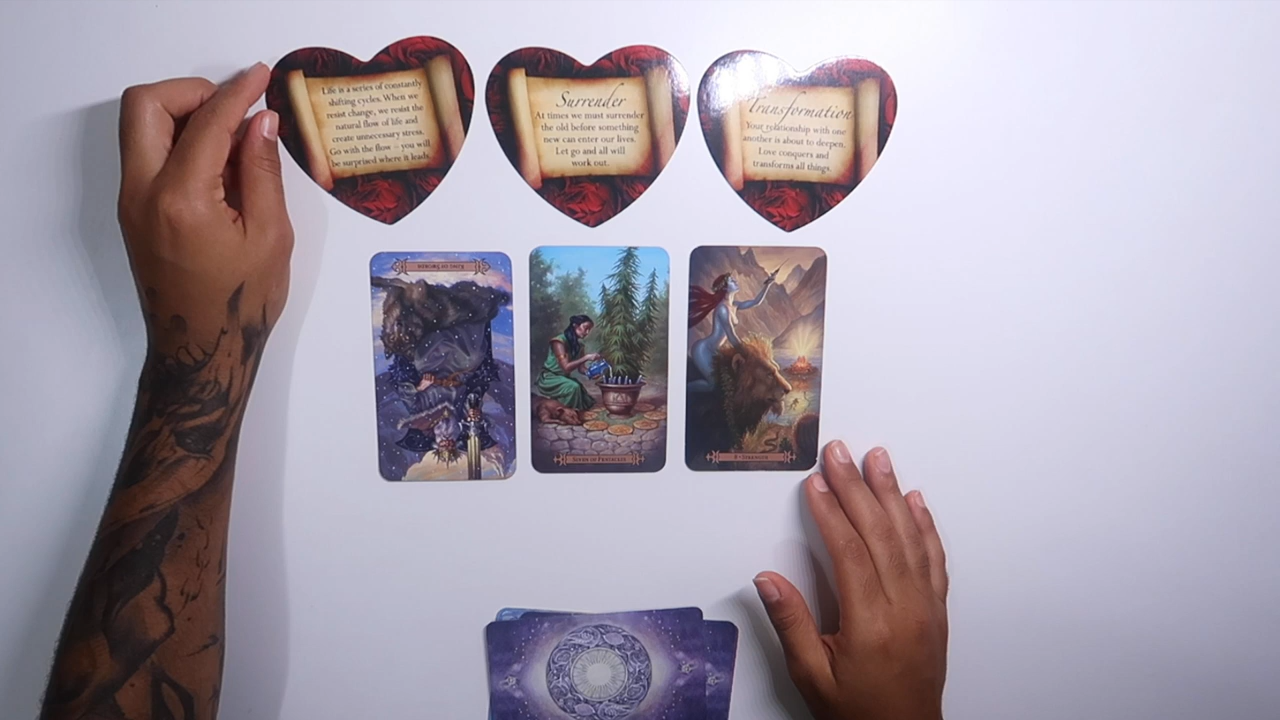 Life is a series of constantly
shifting cycles. When we
resist change, we resist the
natural flow of life and
create unnecessary stress.
Go with the flow – you will
be surprised where it leads.
Surrender
At times we must surrender
the old before something
new can enter our lives.
Let go and all will
work out.
Transformation
Your relationship with one
another is about to deepen.
Love conquers and
transforms all things.
KING OF SWORDS
SEVEN OF PENTACLES
8 • STRENGTH